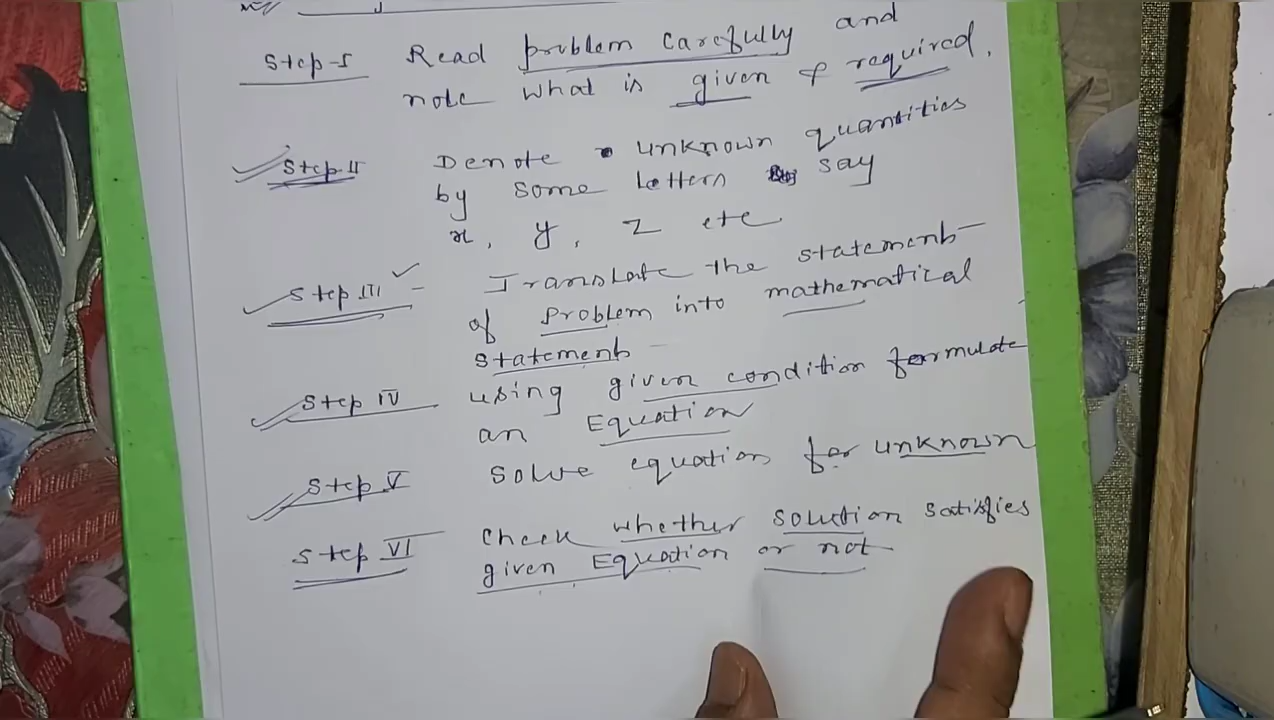 Step-I Read problem carefully and
note what is given & required.
Step-II Denote unknown quantities
by some letters say
x, y, z etc
Step III - Translate the statement
of problem into mathematical
statement
Step IV using given condition formulate
an Equation
Step V solve equation for unknown
Step VI check whether solution satisfies
given Equation or not